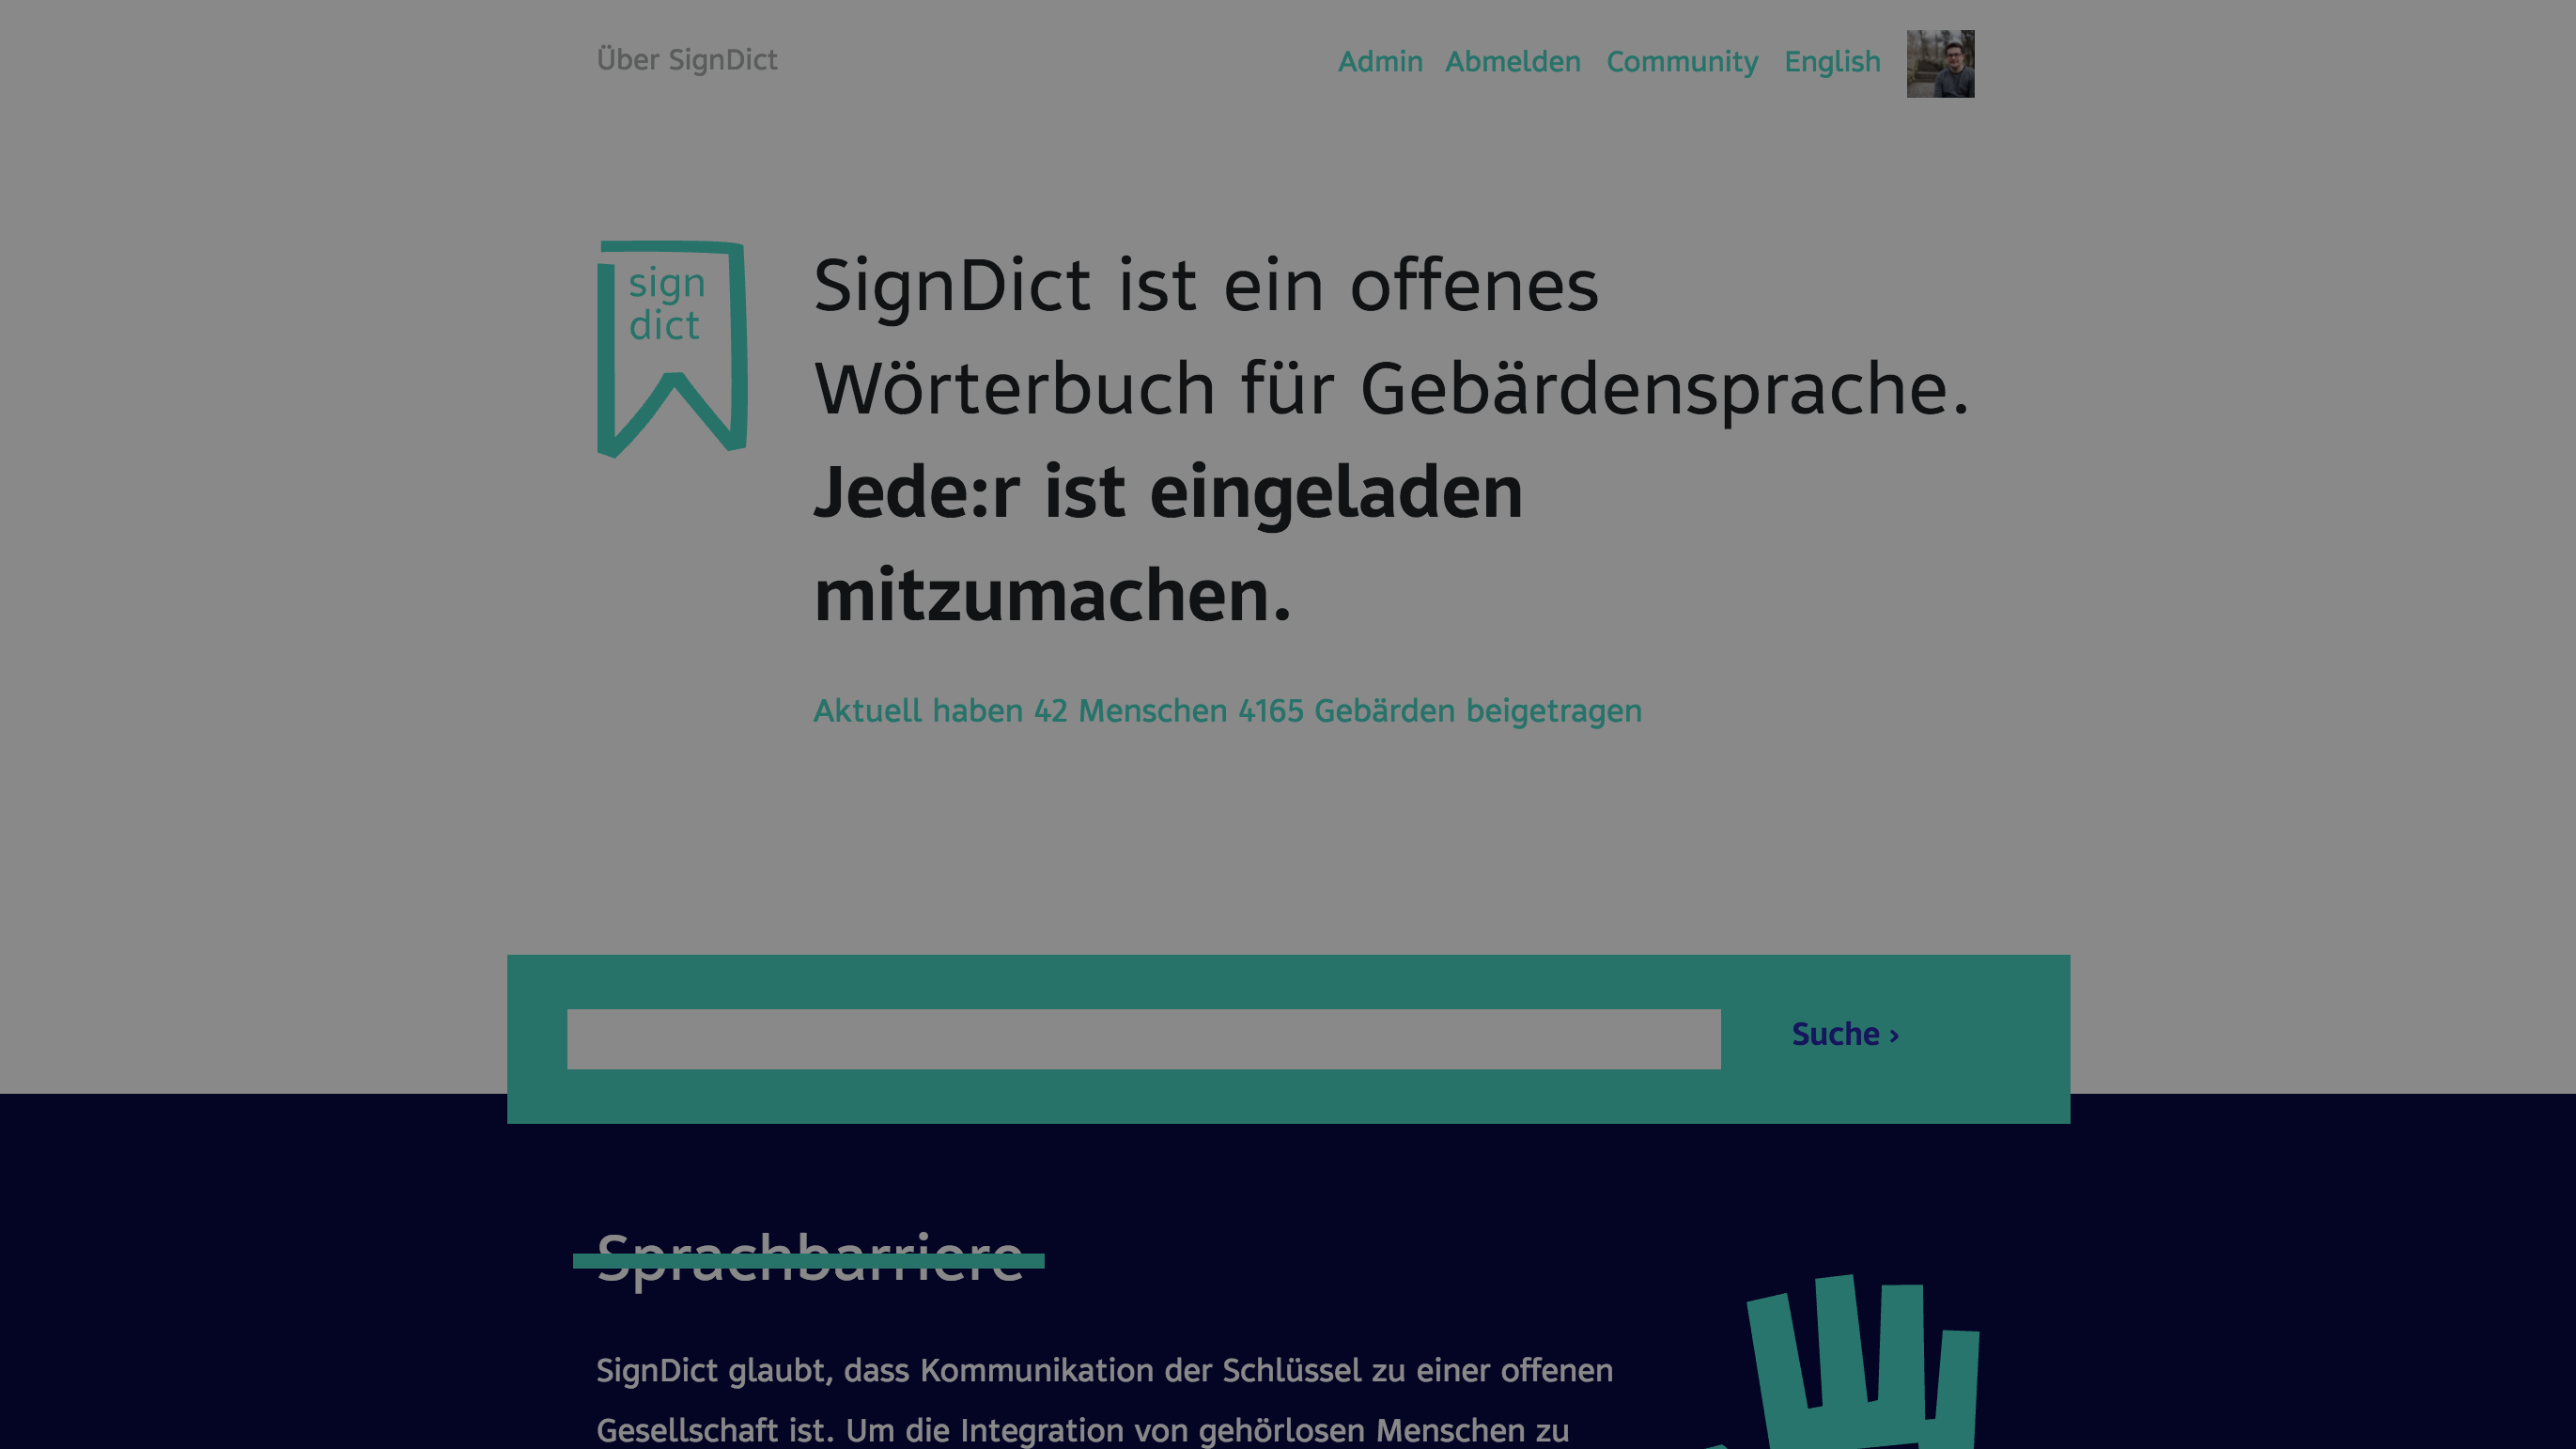 Über SignDict
Admin Abmelden Community English
sign
dict
SignDict ist ein offenes
Wörterbuch für Gebärdensprache.
Jede:r ist eingeladen
mitzumachen.
Aktuell haben 42 Menschen 4165 Gebärden beigetragen
Suche ›
Sprachbarriere
SignDict glaubt, dass Kommunikation der Schlüssel zu einer offenen
Gesellschaft ist. Um die Integration von gehörlosen Menschen zu